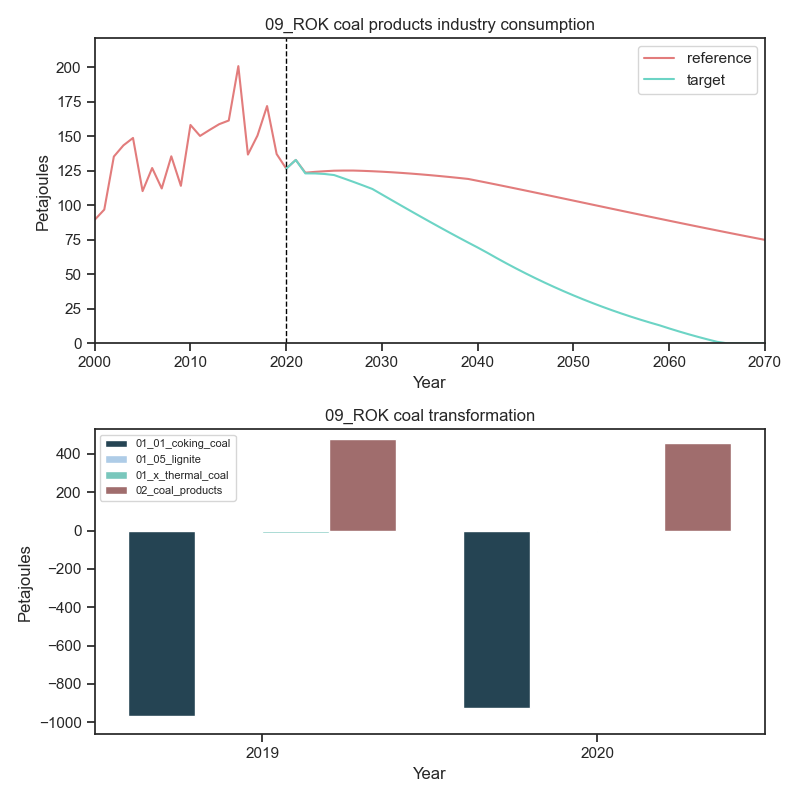 09_ROK coal products industry consumption
200
175
150
125
100
75
50
25
0
Petajoules
reference
target
2000 2010 2020 2030 2040 2050 2060 2070
Year
09_ROK coal transformation
400
200
0
−200
−400
−600
−800
−1000
Petajoules
01_01_coking_coal
01_05_lignite
01_x_thermal_coal
02_coal_products
2019 2020
Year